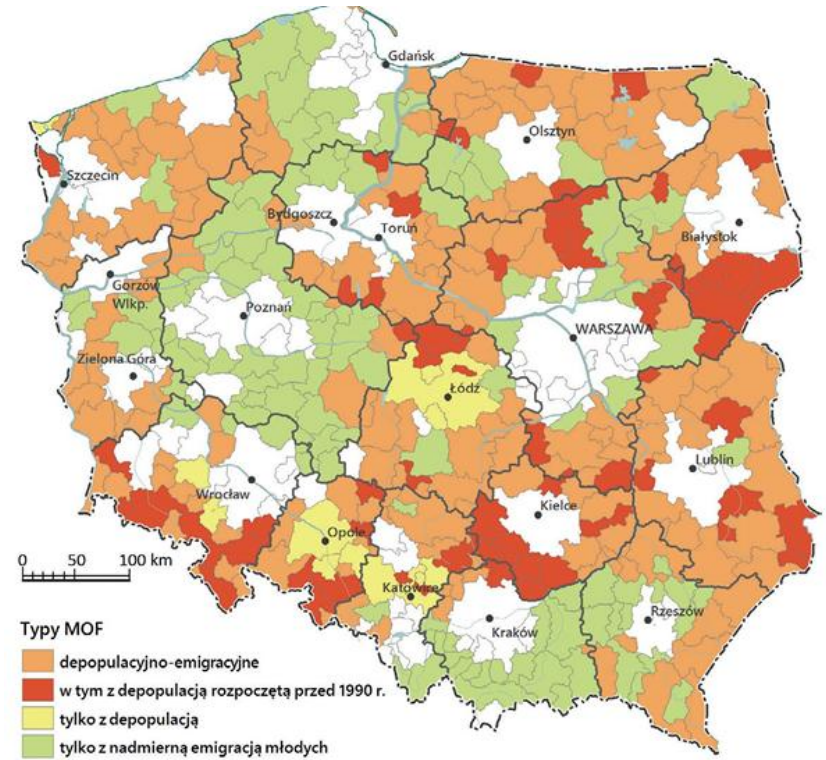 Gdańsk
Olsztyn
Szczecin
Bydgoszcz
Toruń
Białystok
Gorzów
Wlkp.
Poznań
WARSZAWA
Zielona Góra
Łódź
Lublin
Wrocław
Kielce
Opole
0 50 100 km
Katowice
Rzeszów
Kraków
Typy MOF
depopulacyjno-emigracyjne
w tym z depopulacją rozpoczętą przed 1990 r.
tylko z depopulacją
tylko z nadmierną emigracją młodych